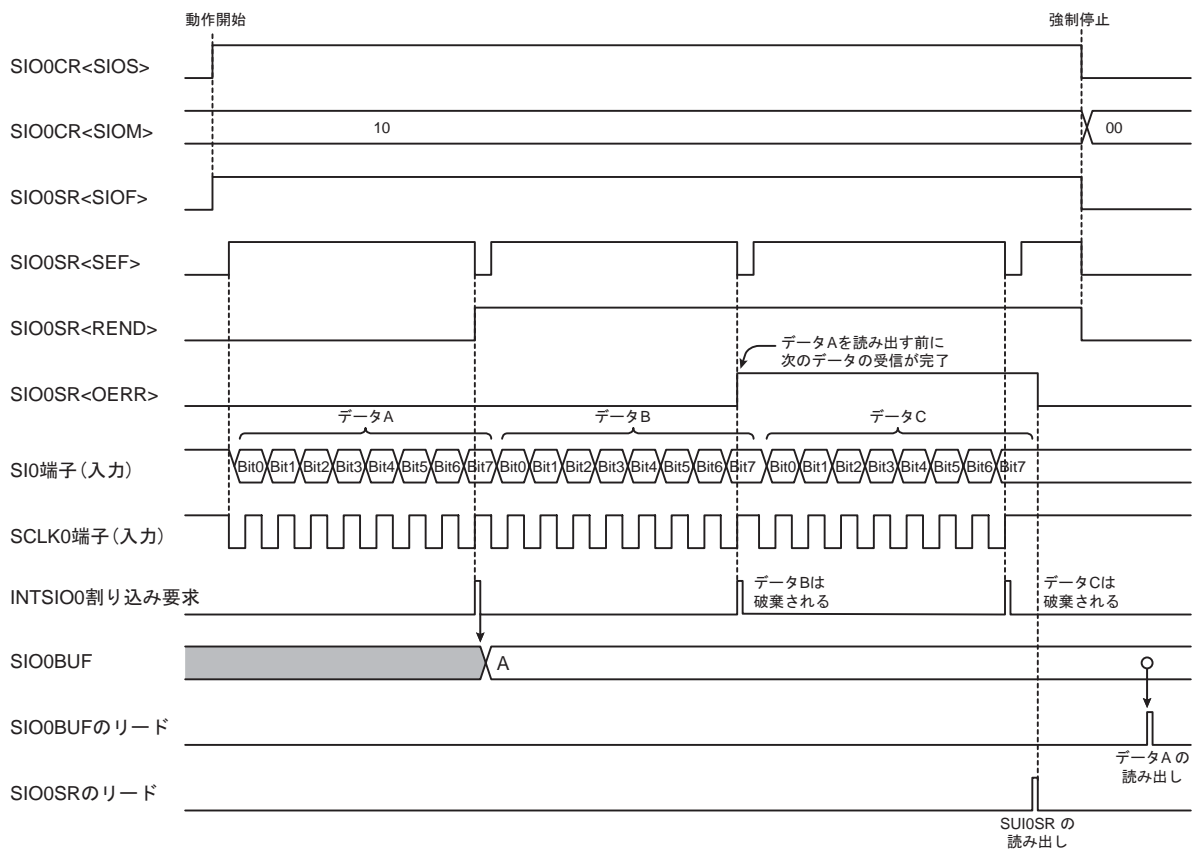 動作開始
強制停止
SIO0CR<SIOS>
SIO0CR<SIOM>
10
00
SIO0SR<SIOF>
SIO0SR<SEF>
SIO0SR<REND>
データAを読み出す前に
次のデータの受信が完了
SIO0SR<OERR>
データA
データB
データC
SI0端子(入力)
Bit0 Bit1 Bit2 Bit3 Bit4 Bit5 Bit6 Bit7 Bit0 Bit1 Bit2 Bit3 Bit4 Bit5 Bit6 Bit7 Bit0 Bit1 Bit2 Bit3 Bit4 Bit5 Bit6 Bit7
SCLK0端子(入力)
INTSIO0割り込み要求
データBは
破棄される
データCは
破棄される
SIO0BUF
A
SIO0BUFのリード
データA の
読み出し
SIO0SRのリード
SUI0SR の
読み出し